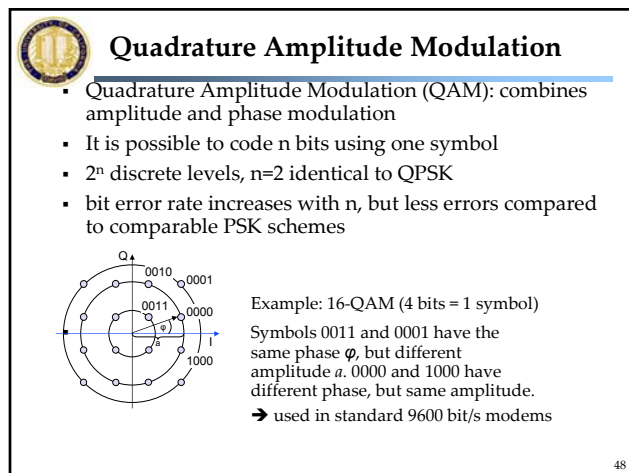 Quadrature Amplitude Modulation
▪ Quadrature Amplitude Modulation (QAM): combines
amplitude and phase modulation
▪ It is possible to code n bits using one symbol
▪ 2ⁿ discrete levels, n=2 identical to QPSK
▪ bit error rate increases with n, but less errors compared
to comparable PSK schemes
Q
0010
0001
0011
0000
φ
a
I
1000
Example: 16-QAM (4 bits = 1 symbol)
Symbols 0011 and 0001 have the
same phase φ, but different
amplitude a. 0000 and 1000 have
different phase, but same amplitude.
➔ used in standard 9600 bit/s modems
48